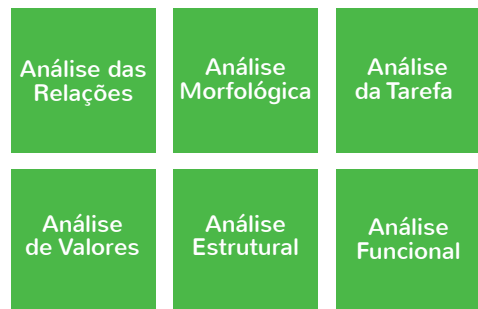 Análise das
Relações
Análise
Morfológica
Análise
da Tarefa
Análise
de Valores
Análise
Estrutural
Análise
Funcional